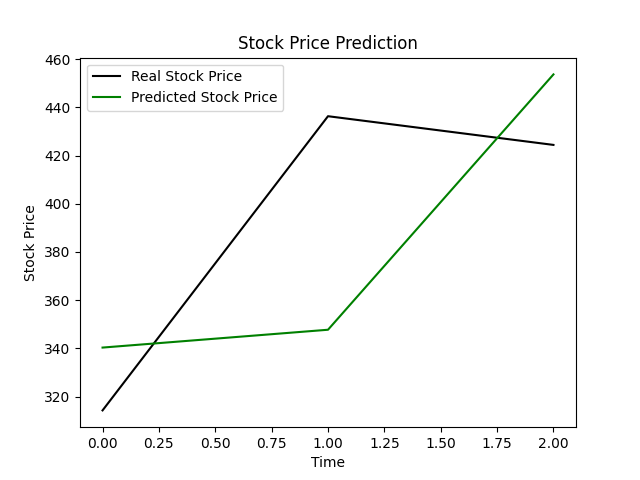 Stock Price Prediction
Real Stock Price
Predicted Stock Price
Stock Price
460
440
420
400
380
360
340
320
0.00 0.25 0.50 0.75 1.00 1.25 1.50 1.75 2.00
Time